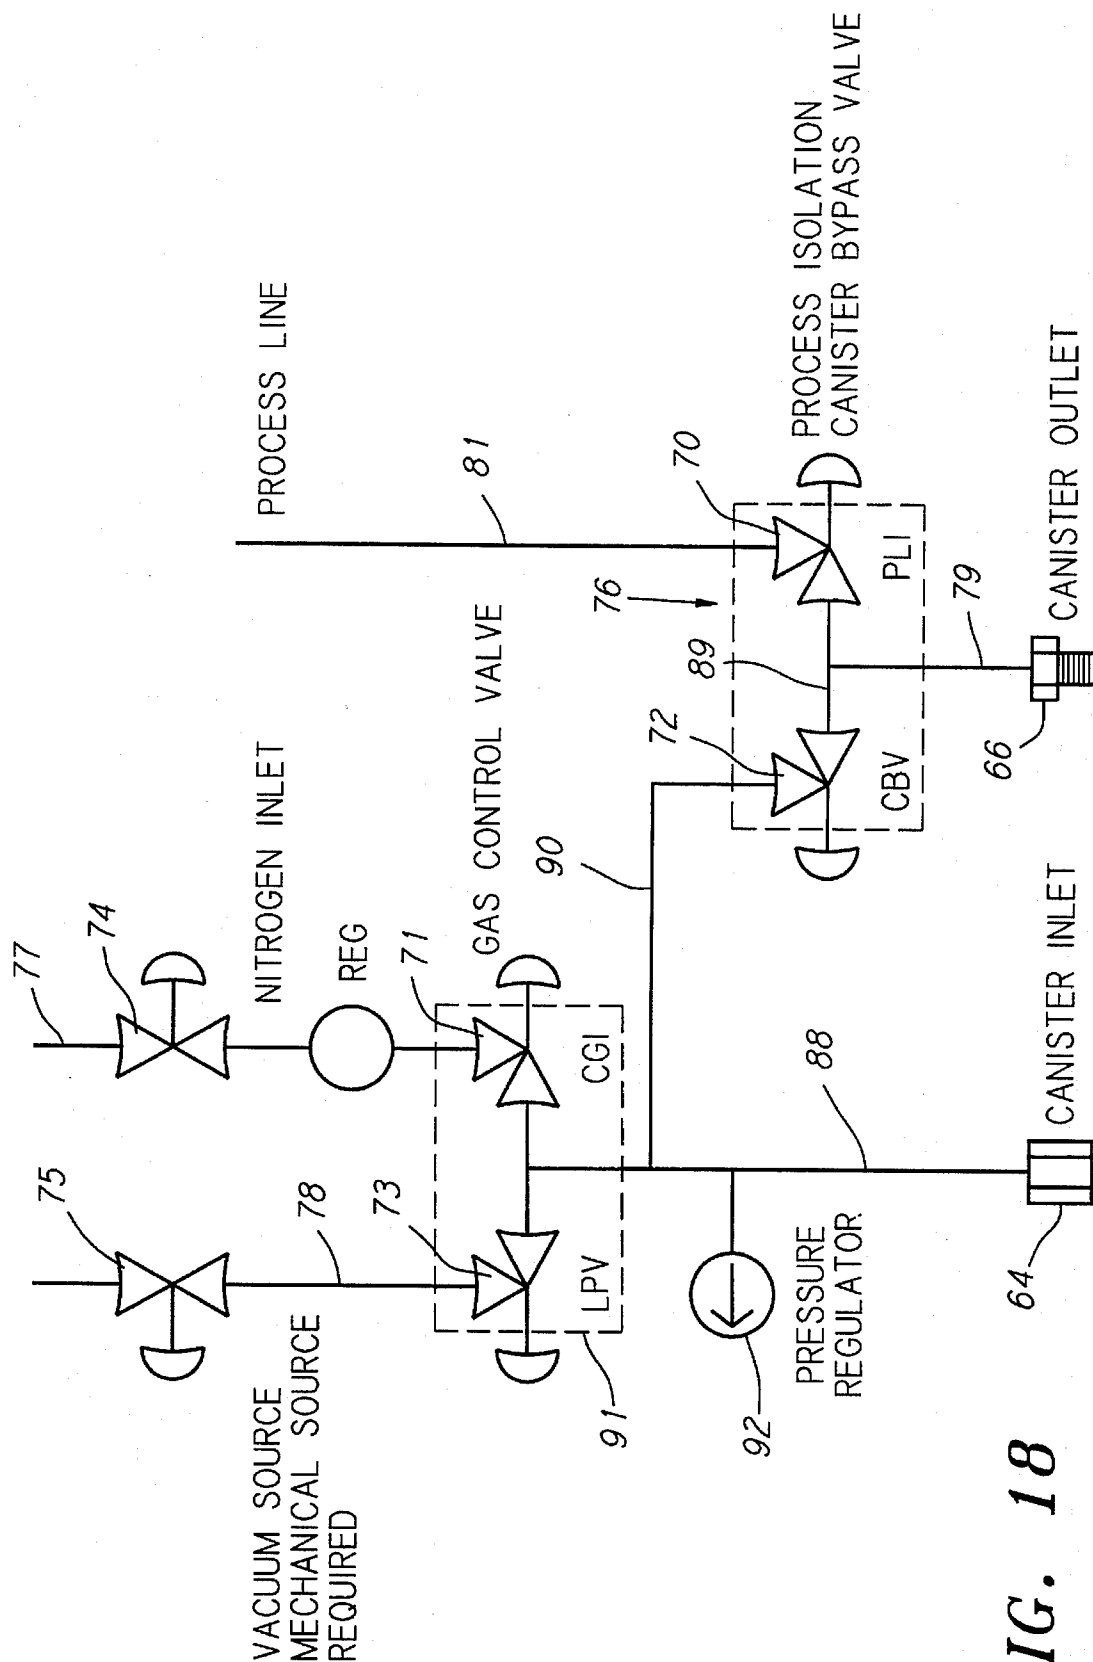 77
74
NITROGEN INLET
REG
71
GAS CONTROL VALVE
CGI
75
78
73
LPV
91
VACUUM SOURCE
MECHANICAL SOURCE
REQUIRED
PROCESS LINE
81
76
70
PLI
PROCESS ISOLATION
CANISTER BYPASS VALVE
89
72
CBV
90
79
66
CANISTER OUTLET
88
CANISTER INLET
64
PRESSURE
REGULATOR
92
IG. 18